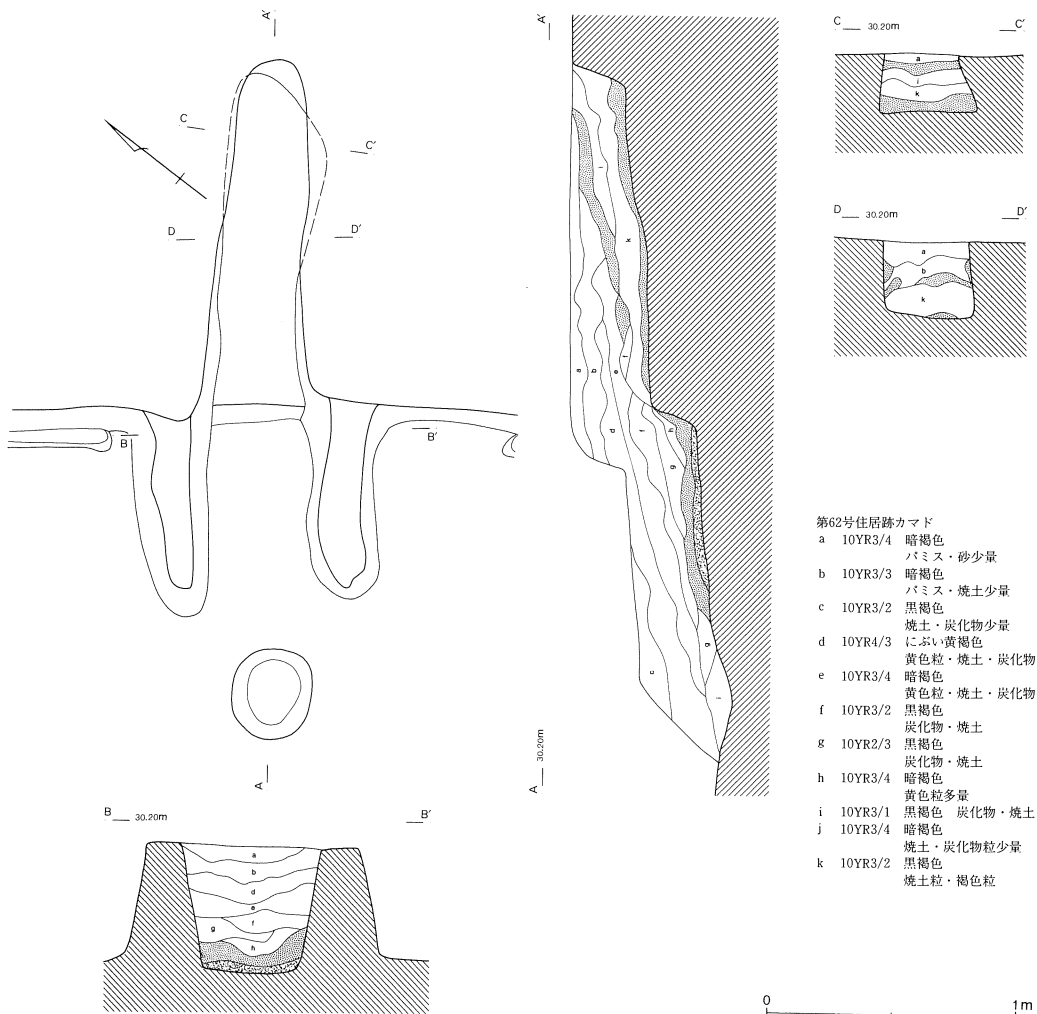 A′
A′
C 30.20m C′
a
i
k
C
C′
D
D′
D 30.20m D′
a
b
k
i
k
a
b
e
f
d
f
h
g
B
B′
第62号住居跡カマド
a 10YR3/4 暗褐色
パミス・砂少量
b 10YR3/3 暗褐色
パミス・焼土少量
c 10YR3/2 黒褐色
焼土・炭化物少量
d 10YR4/3 にぶい黄褐色
黄色粒・焼土・炭化物
e 10YR3/4 暗褐色
黄色粒・焼土・炭化物
f 10YR3/2 黒褐色
炭化物・焼土
g 10YR2/3 黒褐色
炭化物・焼土
h 10YR3/4 暗褐色
黄色粒多量
i 10YR3/1 黒褐色 炭化物・焼土
j 10YR3/4 暗褐色
焼土・炭化物粒少量
k 10YR3/2 黒褐色
焼土粒・褐色粒
g
c
A
A 30.20m
B 30.20m B′
a
b
d
e
f
g
h
0 1m